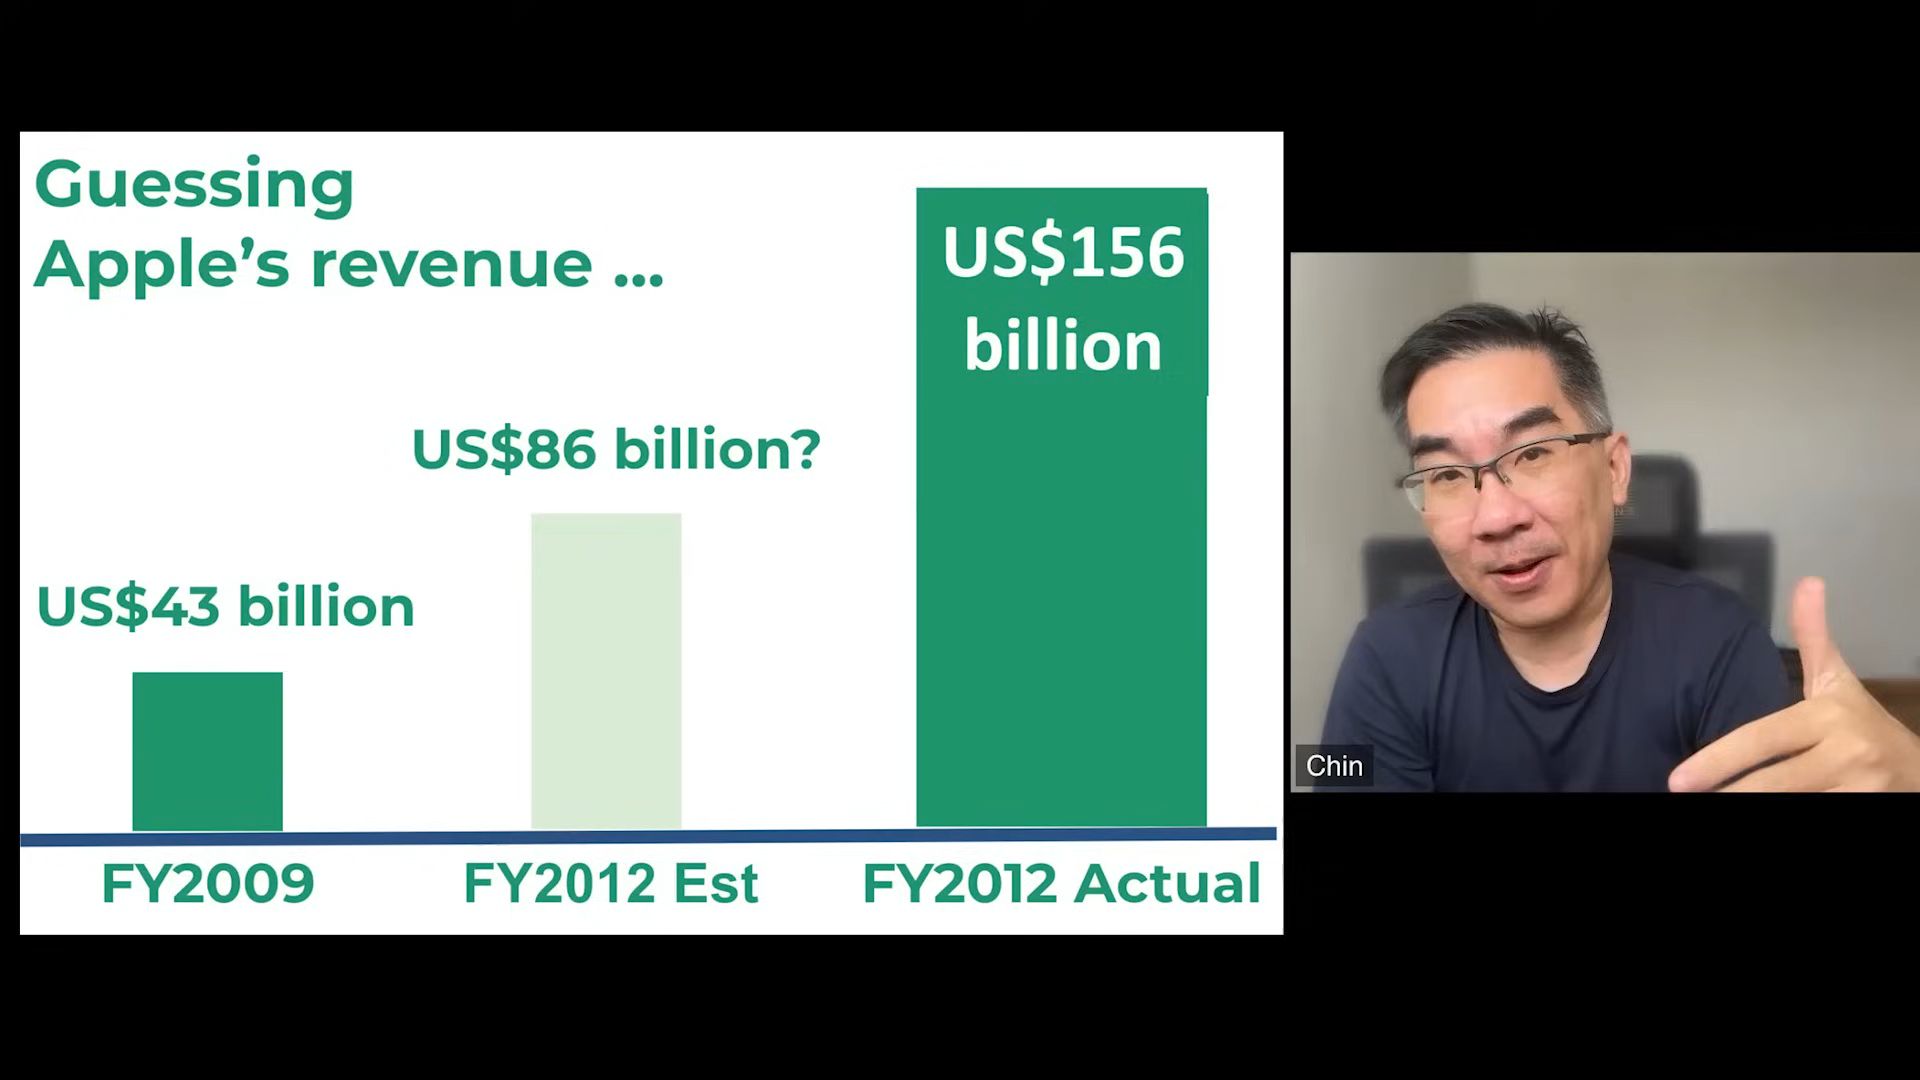 Guessing
Apple's revenue ...
US$156
billion
US$86 billion?
US$43 billion
FY2009
FY2012 Est
FY2012 Actual
Chin